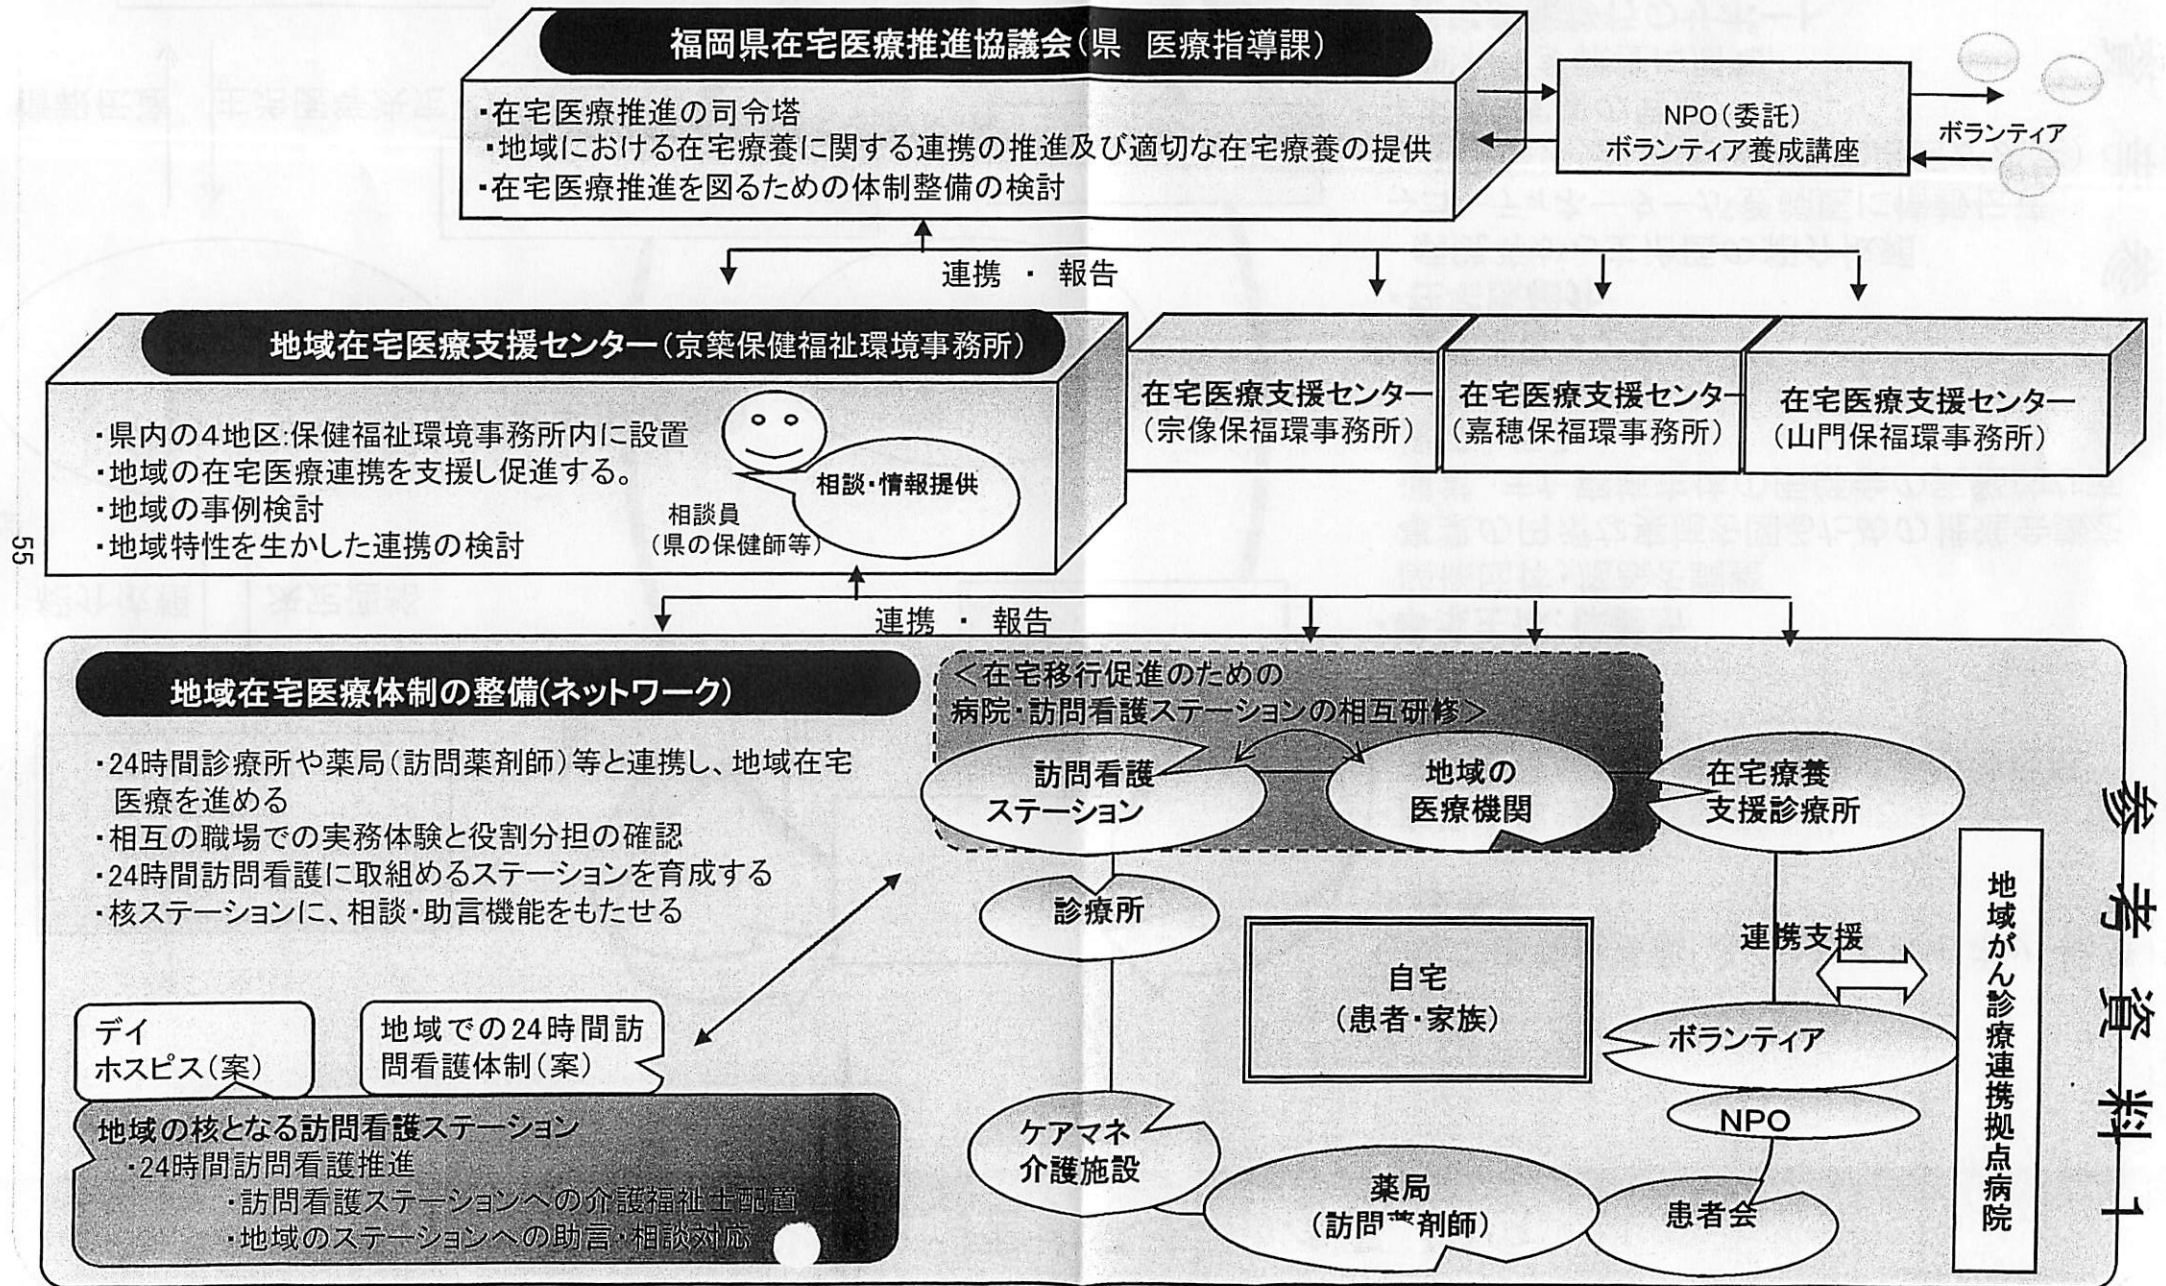 福岡県在宅医療推進協議会(県 医療指導課)
・在宅医療推進の司令塔
・地域における在宅療養に関する連携の推進及び適切な在宅療養の提供
・在宅医療推進を図るための体制整備の検討
NPO(委託)
ボランティア養成講座
ボランティア
連携 ・ 報告
地域在宅医療支援センター(京築保健福祉環境事務所)
・県内の4地区:保健福祉環境事務所内に設置
・地域の在宅医療連携を支援し促進する。
・地域の事例検討
・地域特性を生かした連携の検討
相談・情報提供
相談員
(県の保健師等)
在宅医療支援センター
(宗像保福環事務所)
在宅医療支援センター
(嘉穂保福環事務所)
在宅医療支援センター
(山門保福環事務所)
55
連携 ・ 報告
地域在宅医療体制の整備(ネットワーク)
・24時間診療所や薬局(訪問薬剤師)等と連携し、地域在宅
医療を進める
・相互の職場での実務体験と役割分担の確認
・24時間訪問看護に取組めるステーションを育成する
・核ステーションに、相談・助言機能をもたせる
<在宅移行促進のための
病院・訪問看護ステーションの相互研修>
訪問看護
ステーション
地域の
医療機関
在宅療養
支援診療所
診療所
自宅
(患者・家族)
連携支援
地域がん診療連携拠点病院
ボランティア
NPO
患者会
薬局
(訪問薬剤師)
ケアマネ
介護施設
デイ
ホスピス(案)
地域での24時間訪
問看護体制(案)
地域の核となる訪問看護ステーション
・24時間訪問看護推進
・訪問看護ステーションへの介護福祉士配置
・地域のステーションへの助言・相談対応
参考資料1